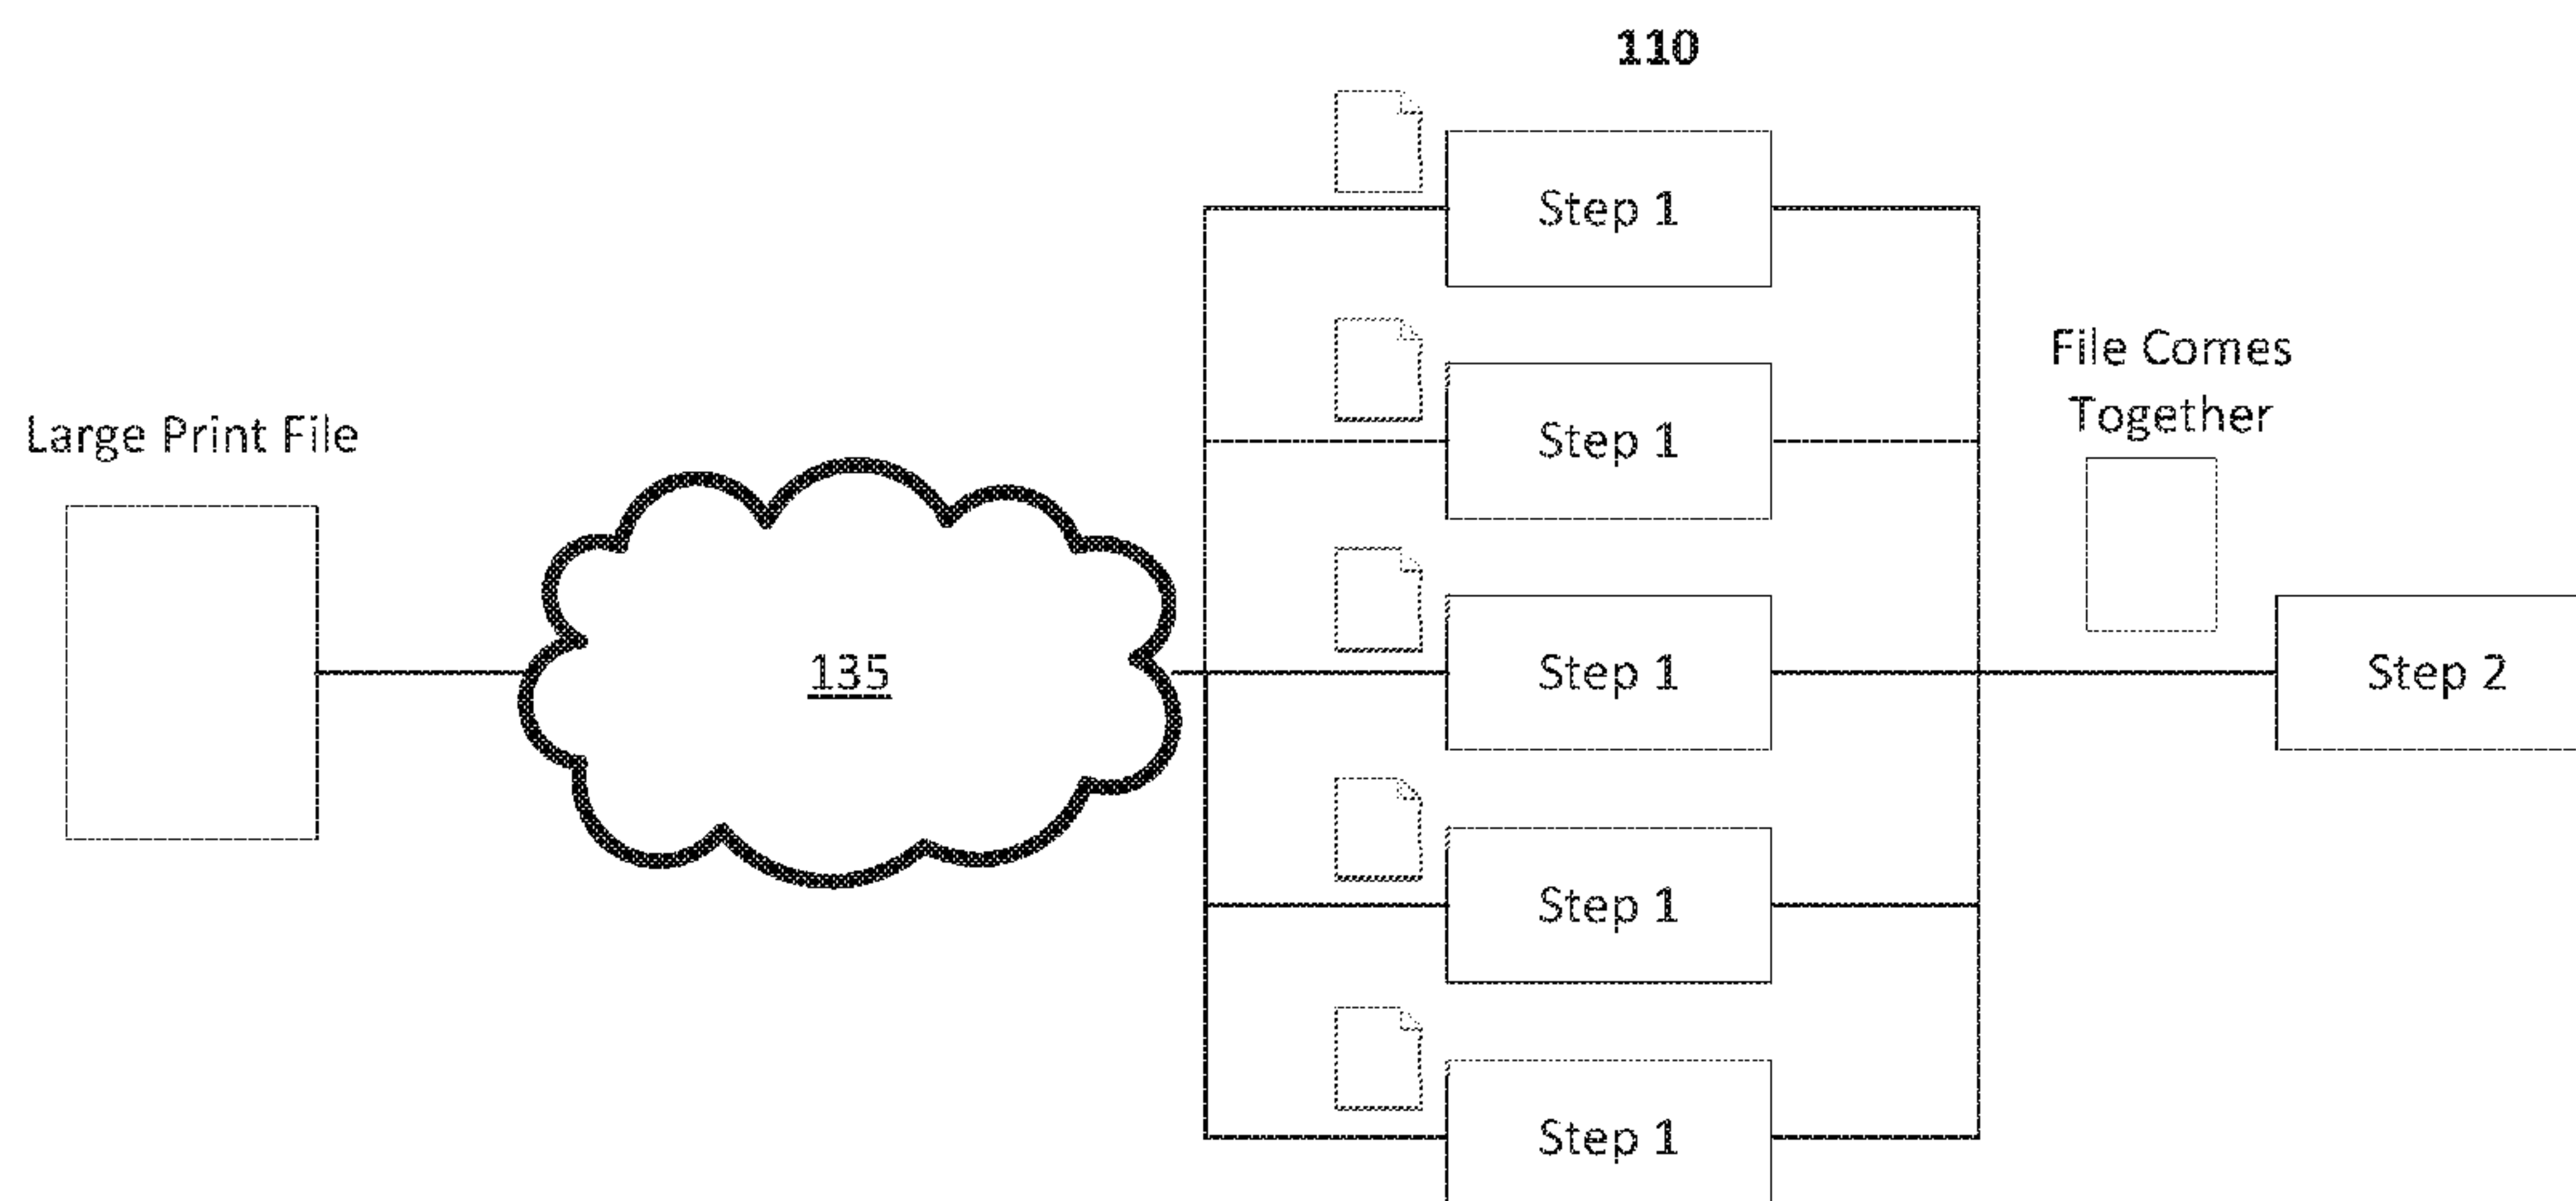 110
Step 1
Step 1
File Comes
Together
Large Print File
135
Step 1
Step 2
Step 1
Step 1